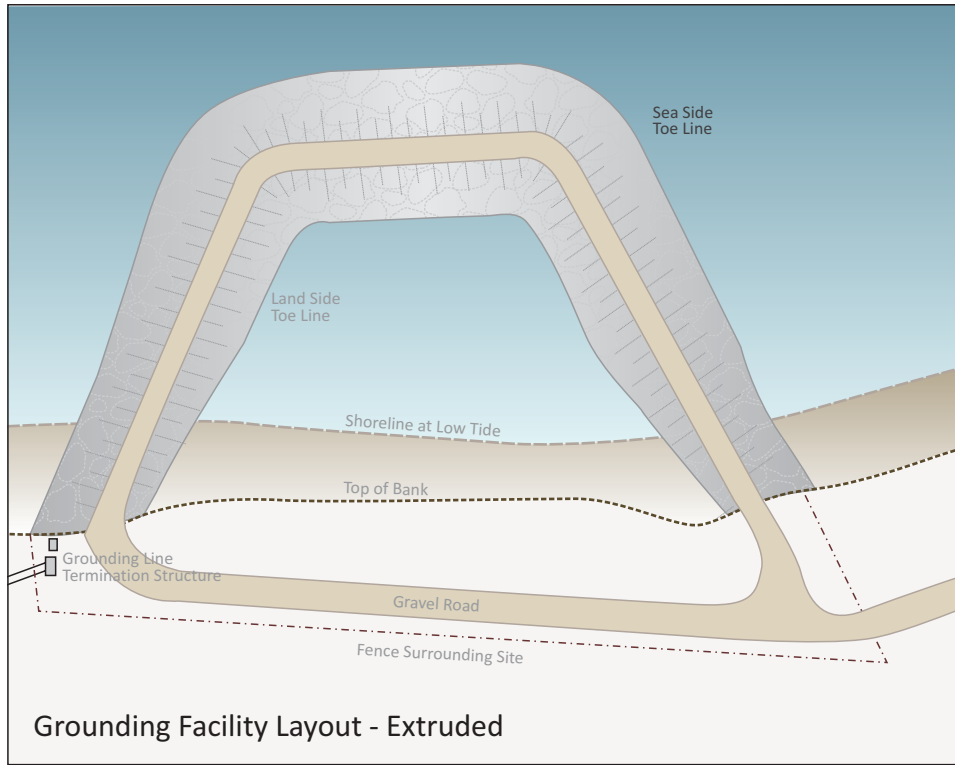 Sea Side
Toe Line
Land Side
Toe Line
Shoreline at Low Tide
Top of Bank
Grounding Line
Termination Structure
Gravel Road
Fence Surrounding Site
Grounding Facility Layout - Extruded